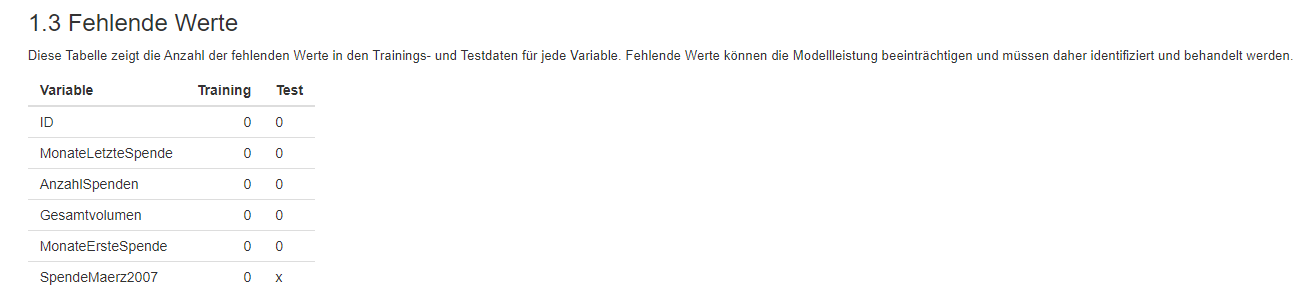 1.3 Fehlende Werte
Diese Tabelle zeigt die Anzahl der fehlenden Werte in den Trainings- und Testdaten für jede Variable. Fehlende Werte können die Modellleistung beeinträchtigen und müssen daher identifiziert und behandelt werden.
Variable Training Test
ID 0 0
MonateLetzteSpende 0 0
AnzahlSpenden 0 0
Gesamtvolumen 0 0
MonateErsteSpende 0 0
SpendeMaerz2007 0 x